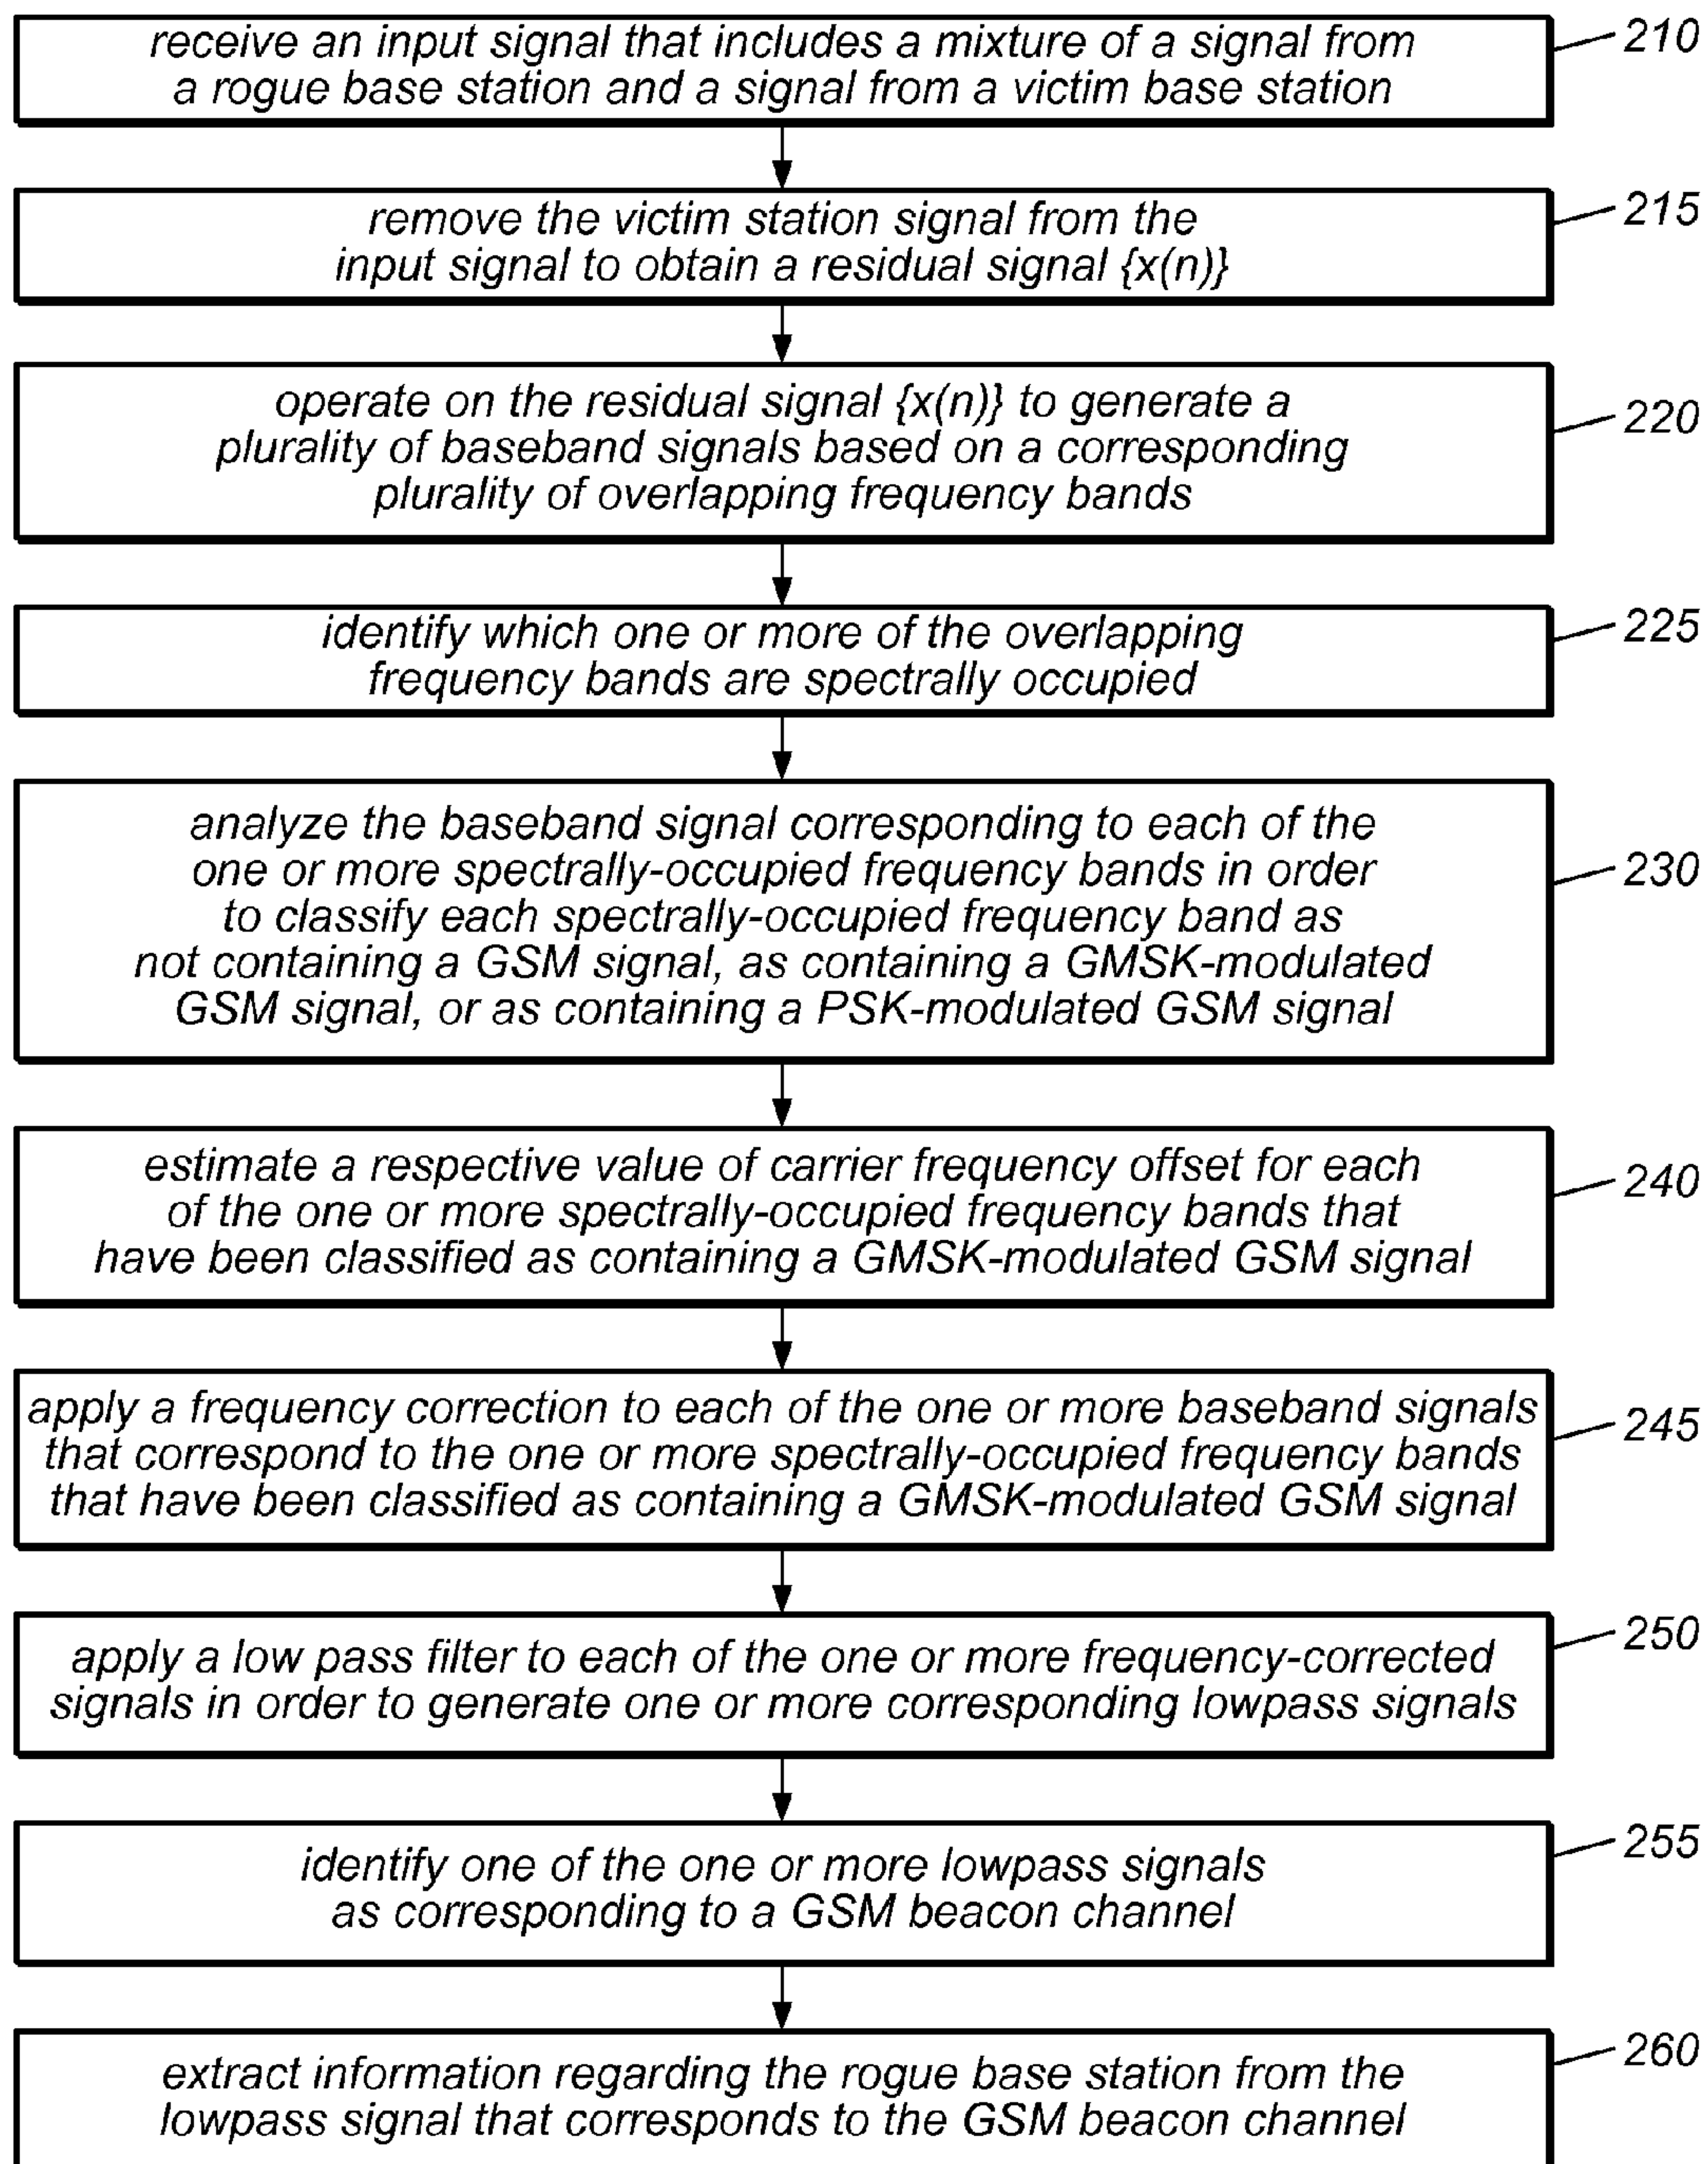 receive an input signal that includes a mixture of a signal from
a rogue base station and a signal from a victim base station
210
remove the victim station signal from the
input signal to obtain a residual signal {x(n)}
215
operate on the residual signal {x(n)} to generate a
plurality of baseband signals based on a corresponding
plurality of overlapping frequency bands
220
identify which one or more of the overlapping
frequency bands are spectrally occupied
225
analyze the baseband signal corresponding to each of the
one or more spectrally-occupied frequency bands in order
to classify each spectrally-occupied frequency band as
not containing a GSM signal, as containing a GMSK-modulated
GSM signal, or as containing a PSK-modulated GSM signal
230
estimate a respective value of carrier frequency offset for each
of the one or more spectrally-occupied frequency bands that
have been classified as containing a GMSK-modulated GSM signal
240
apply a frequency correction to each of the one or more baseband signals
that correspond to the one or more spectrally-occupied frequency bands
that have been classified as containing a GMSK-modulated GSM signal
245
apply a low pass filter to each of the one or more frequency-corrected
signals in order to generate one or more corresponding lowpass signals
250
identify one of the one or more lowpass signals
as corresponding to a GSM beacon channel
255
extract information regarding the rogue base station from the
lowpass signal that corresponds to the GSM beacon channel
260